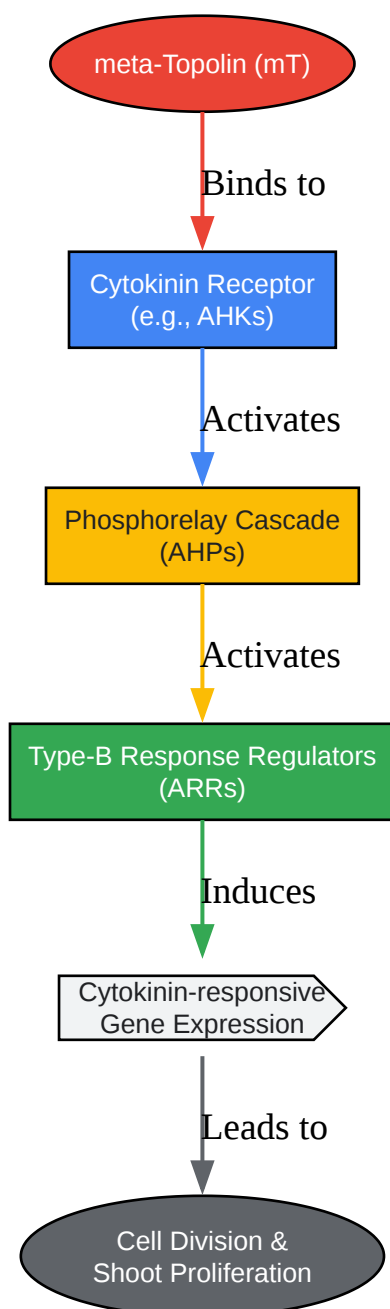 meta-Topolin (mT)
Binds to
Cytokinin Receptor
(e.g., AHKs)
Activates
Phosphorelay Cascade
(AHPs)
Activates
Type-B Response Regulators
(ARRs)
Induces
Cytokinin-responsive
Gene Expression
Leads to
Cell Division &
Shoot Proliferation